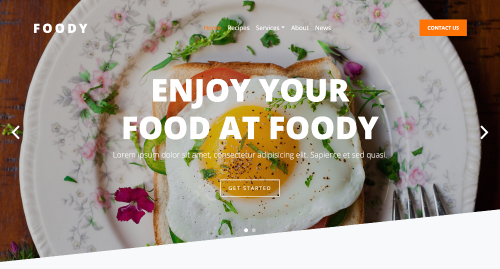 FOODY
Home Recipes Services About News
CONTACT US
ENJOY YOUR
FOOD AT FOODY
Lorem ipsum dolor sit amet, consectetur adipisicing elit. Sapiente et sed quasi.
GET STARTED